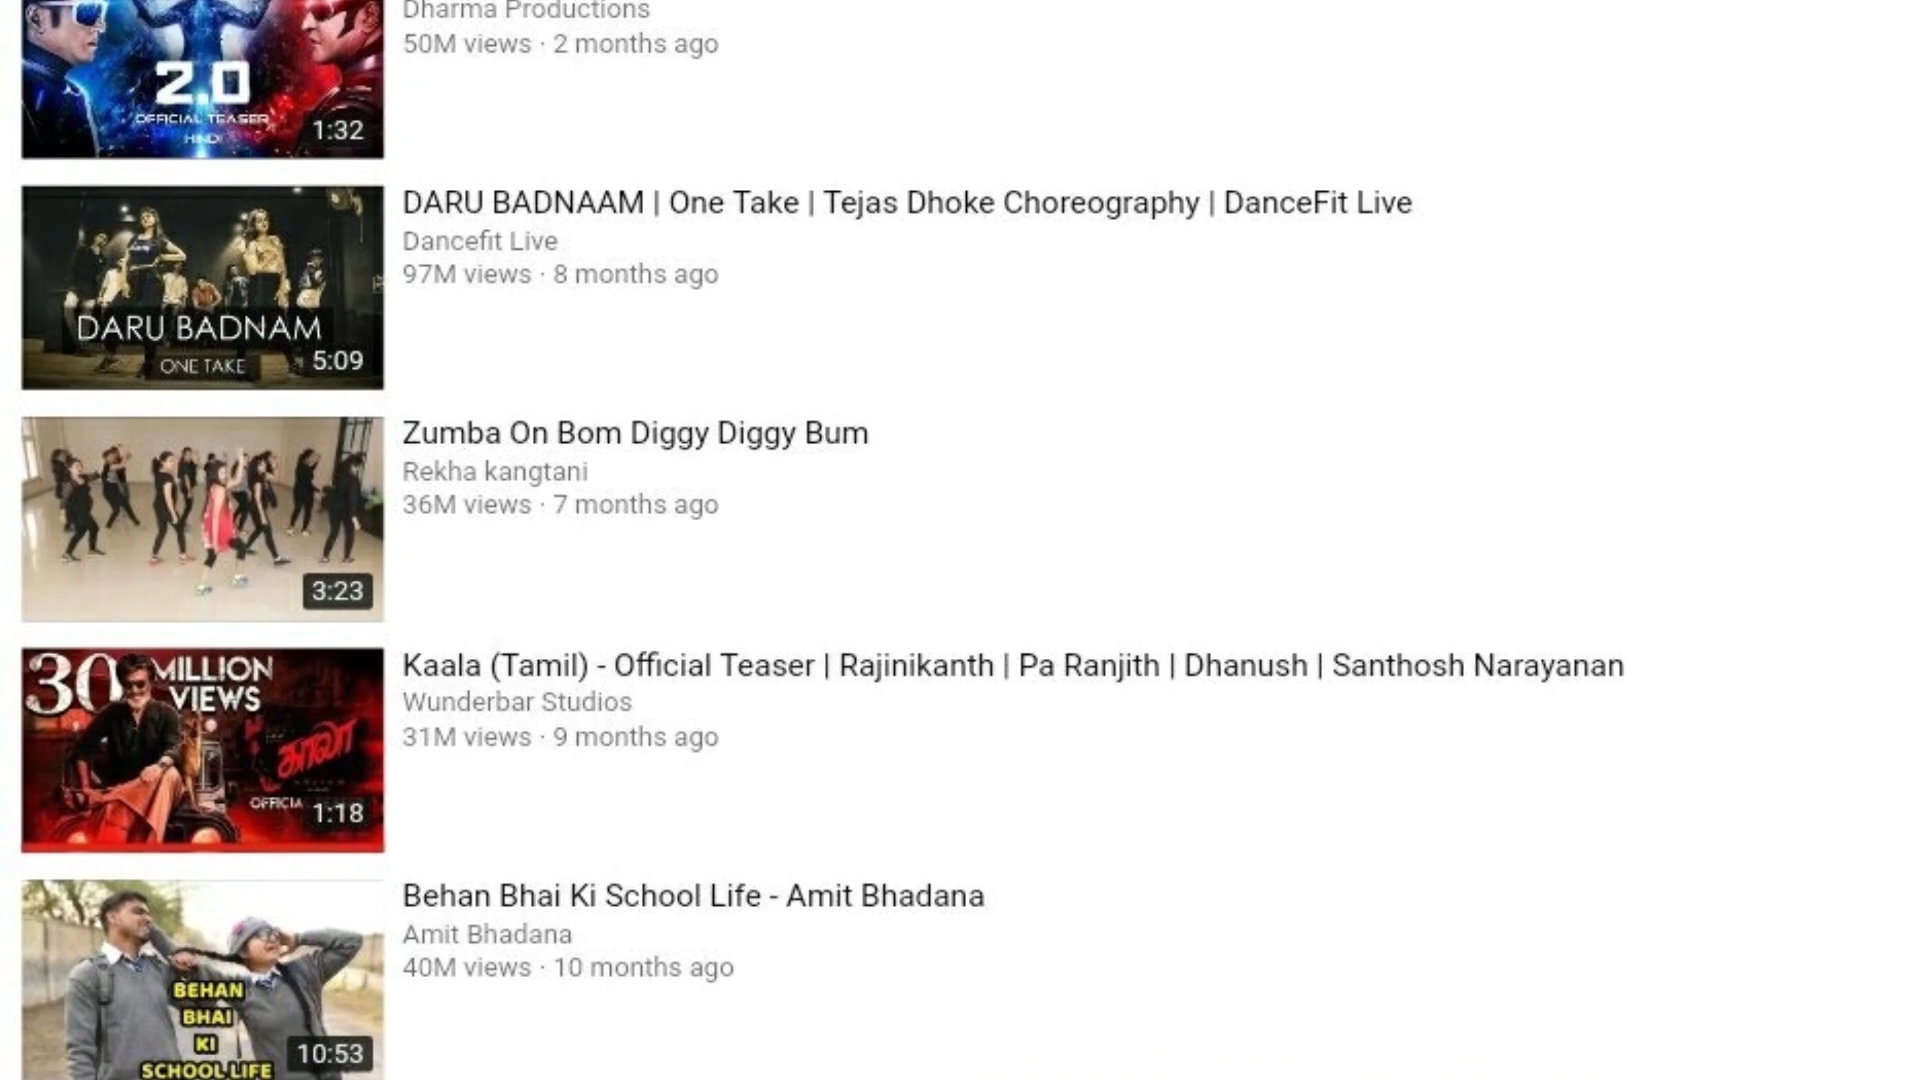 Dharma Productions
50M views · 2 months ago
2.0
OFFICIAL TEASER
HINDI
1:32
DARU BADNAAM | One Take | Tejas Dhoke Choreography | DanceFit Live
Dancefit Live
97M views · 8 months ago
DARU BADNAM
ONE TAKE
5:09
Zumba On Bom Diggy Diggy Bum
Rekha kangtani
36M views · 7 months ago
3:23
Kaala (Tamil) - Official Teaser | Rajinikanth | Pa Ranjith | Dhanush | Santhosh Narayanan
Wunderbar Studios
31M views · 9 months ago
30 MILLION
VIEWS
காலா
OFFICIA
1:18
Behan Bhai Ki School Life - Amit Bhadana
Amit Bhadana
40M views · 10 months ago
BEHAN
BHAI
KI
SCHOOL LIFE
10:53